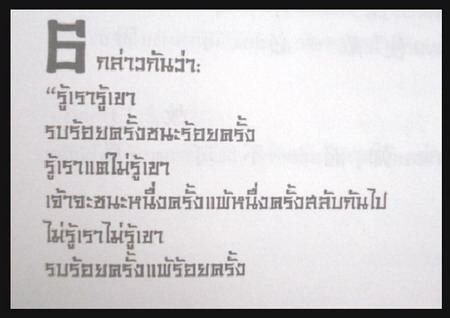 6 กล่าวกันว่า:
“รู้เรารู้เขา
รบร้อยครั้งชนะร้อยครั้ง
รู้เราแต่ไม่รู้เขา
เจ้าจะชนะหนึ่งครั้งแพ้หนึ่งครั้งสลับกันไป
ไม่รู้เราไม่รู้เขา
รบร้อยครั้งแพ้ร้อยครั้ง